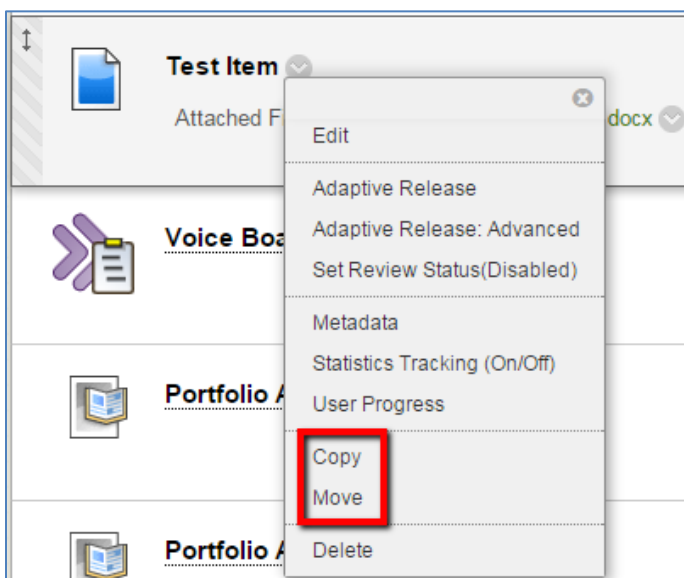 Test Item
Attached F docx
Edit
Adaptive Release
Adaptive Release: Advanced
Set Review Status(Disabled)
Metadata
Statistics Tracking (On/Off)
User Progress
Copy
Move
Delete
Voice Boa
Portfolio A
Portfolio A